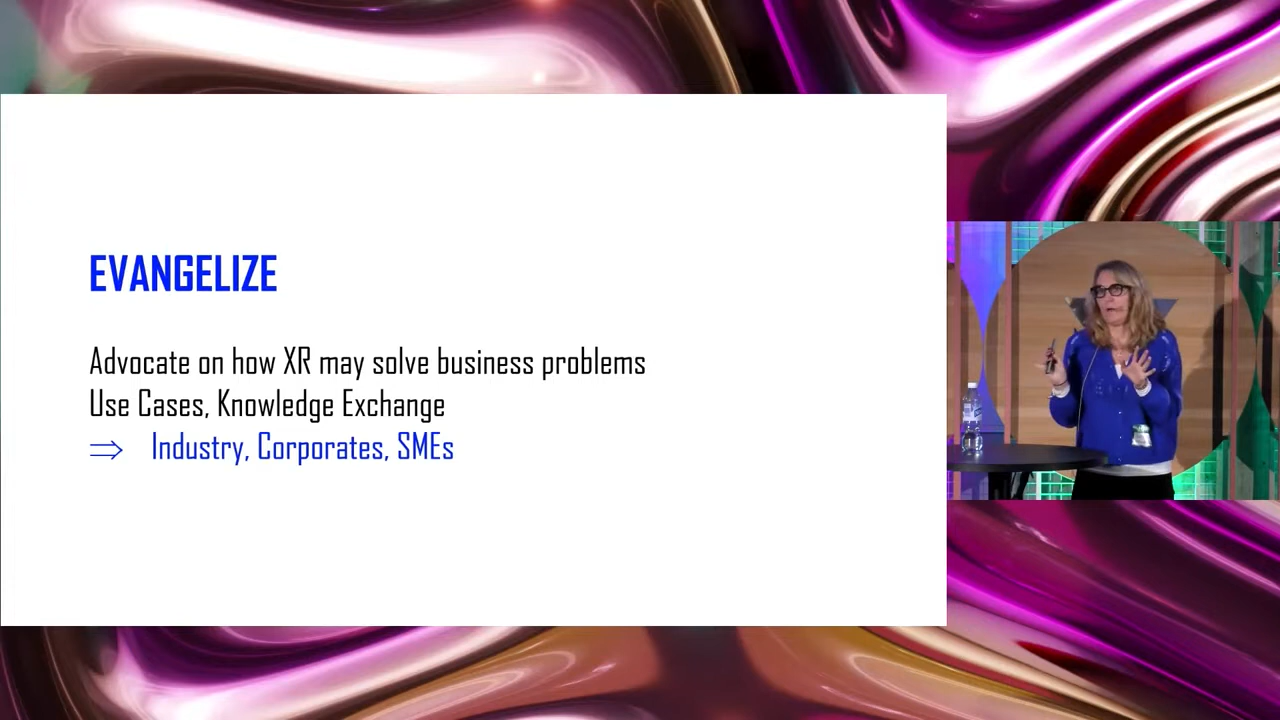 EVANGELIZE
Advocate on how XR may solve business problems
Use Cases, Knowledge Exchange
⇒ Industry, Corporates, SMEs